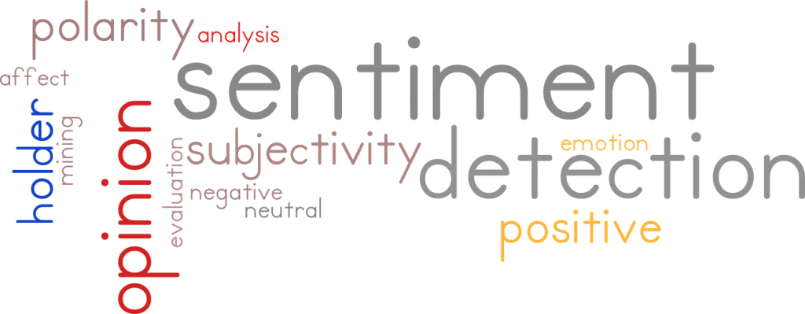 polarity
analysis
sentiment
affect
holder
mining
opinion
evaluation
subjectivity
detection
emotion
negative
neutral
positive